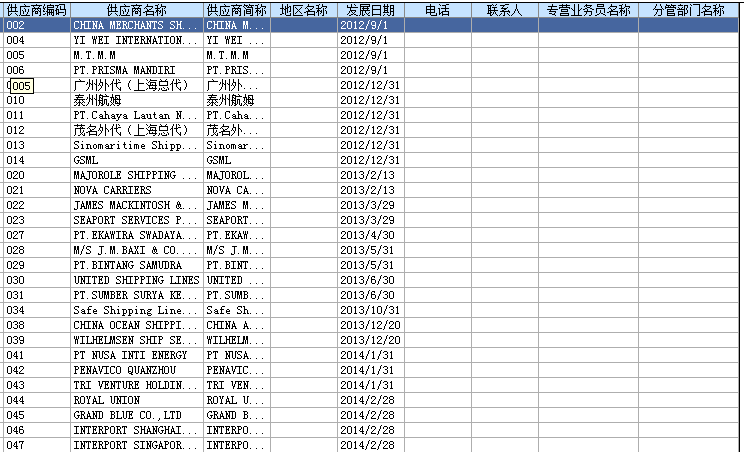 供应商编码 供应商名称 供应商简称 地区名称 发展日期 电话 联系人 专营业务员名称 分管部门名称
002 CHINA MERCHANTS SH... CHINA M... 2012/9/1
004 YI WEI INTERNATION... YI WEI ... 2012/9/1
005 M.T.M.M M.T.M.M 2012/9/1
006 PT.PRISMA MANDIRI PT.PRIS... 2012/9/1
005 广州外代（上海总代） 广州外... 2012/12/31
010 泰州航姆 泰州航姆 2012/12/31
011 PT.Cahaya Lautan N... PT.Caha... 2012/12/31
012 茂名外代（上海总代） 茂名外... 2012/12/31
013 Sinomaritime Shipp... Sinomar... 2012/12/31
014 GSML GSML 2012/12/31
020 MAJOROLE SHIPPING ... MAJOROL... 2013/2/13
021 NOVA CARRIERS NOVA CA... 2013/2/13
022 JAMES MACKINTOSH &... JAMES M... 2013/3/29
023 SEAPORT SERVICES P... SEAPORT... 2013/3/29
027 PT.EKAWIRA SWADAYA... PT.EKAW... 2013/4/30
028 M/S J.M.BAXI & CO.... M/S J.M... 2013/5/31
029 PT.BINTANG SAMUDRA PT.BINT... 2013/5/31
030 UNITED SHIPPING LINES UNITED ... 2013/6/30
031 PT.SUMBER SURYA KE... PT.SUMB... 2013/6/30
034 Safe Shipping Line... Safe Sh... 2013/10/31
038 CHINA OCEAN SHIPPI... CHINA A... 2013/12/20
039 WILHELMSEN SHIP SE... WILHELM... 2013/12/20
041 PT NUSA INTI ENERGY PT NUSA... 2014/1/31
042 PENAVICO QUANZHOU PENAVIC... 2014/1/31
043 TRI VENTURE HOLDIN... TRI VEN... 2014/1/31
044 ROYAL UNION ROYAL U... 2014/2/28
045 GRAND BLUE CO.,LTD GRAND B... 2014/2/28
046 INTERPORT SHANGHAI... INTERPO... 2014/2/28
047 INTERPORT SINGAPOR... INTERPO... 2014/2/28